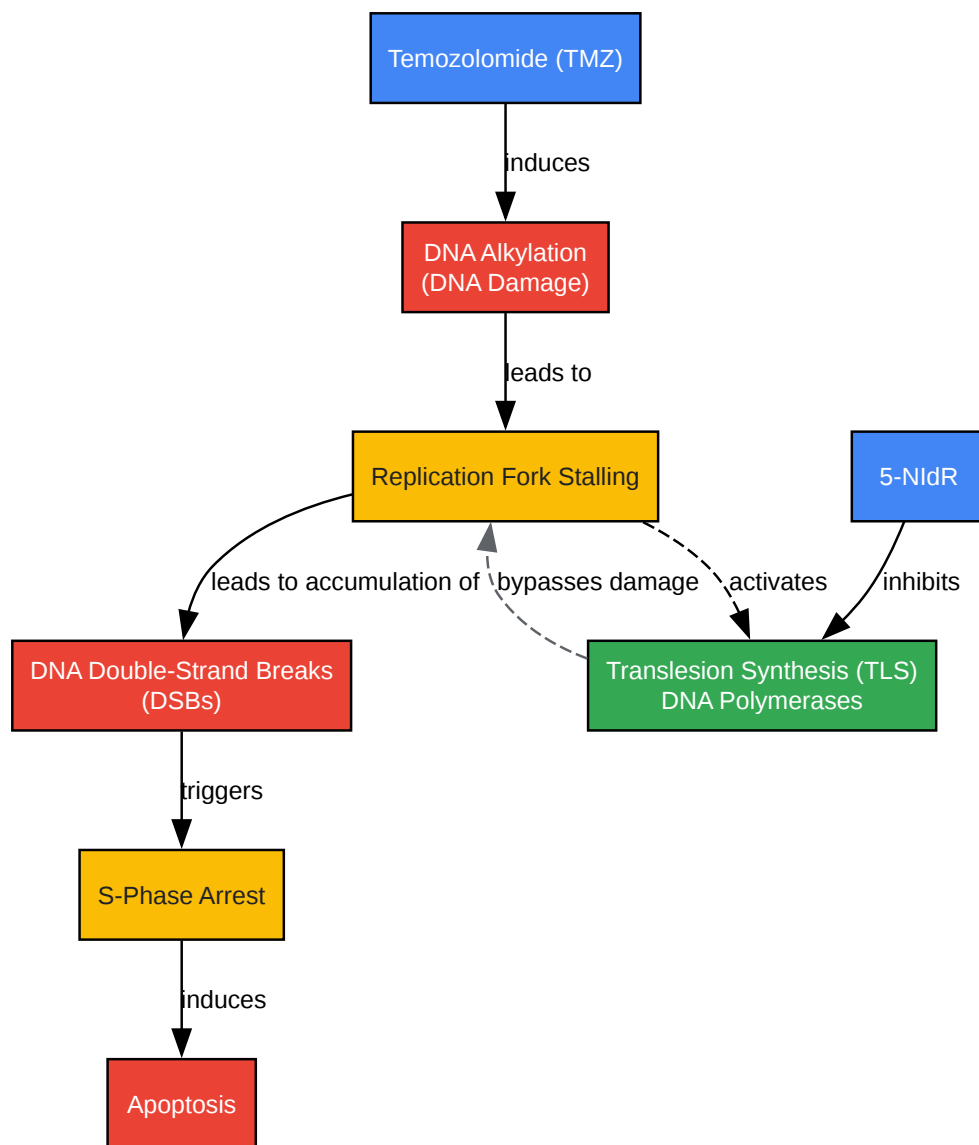 Temozolomide (TMZ)
induces
DNA Alkylation
(DNA Damage)
leads to
Replication Fork Stalling
5-NIdR
leads to accumulation of
bypasses damage
activates
inhibits
DNA Double-Strand Breaks
(DSBs)
Translesion Synthesis (TLS)
DNA Polymerases
triggers
S-Phase Arrest
induces
Apoptosis